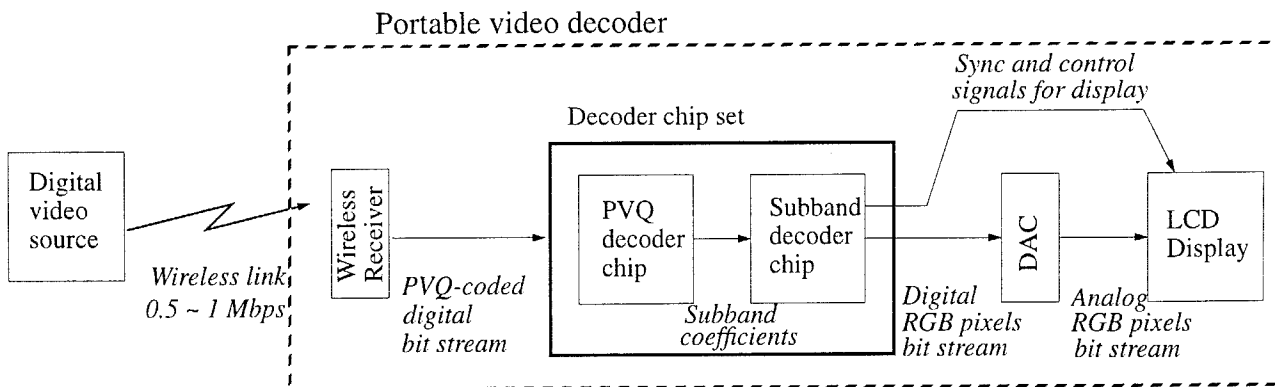 Portable video decoder
Sync and control
signals for display
Decoder chip set
Digital
video
source
Wireless
Receiver
PVQ
decoder
chip
Subband
decoder
chip
DAC
LCD
Display
Wireless link
0.5 ~ 1 Mbps
PVQ-coded
digital
bit stream
Subband
coefficients
Digital
RGB pixels
bit stream
Analog
RGB pixels
bit stream